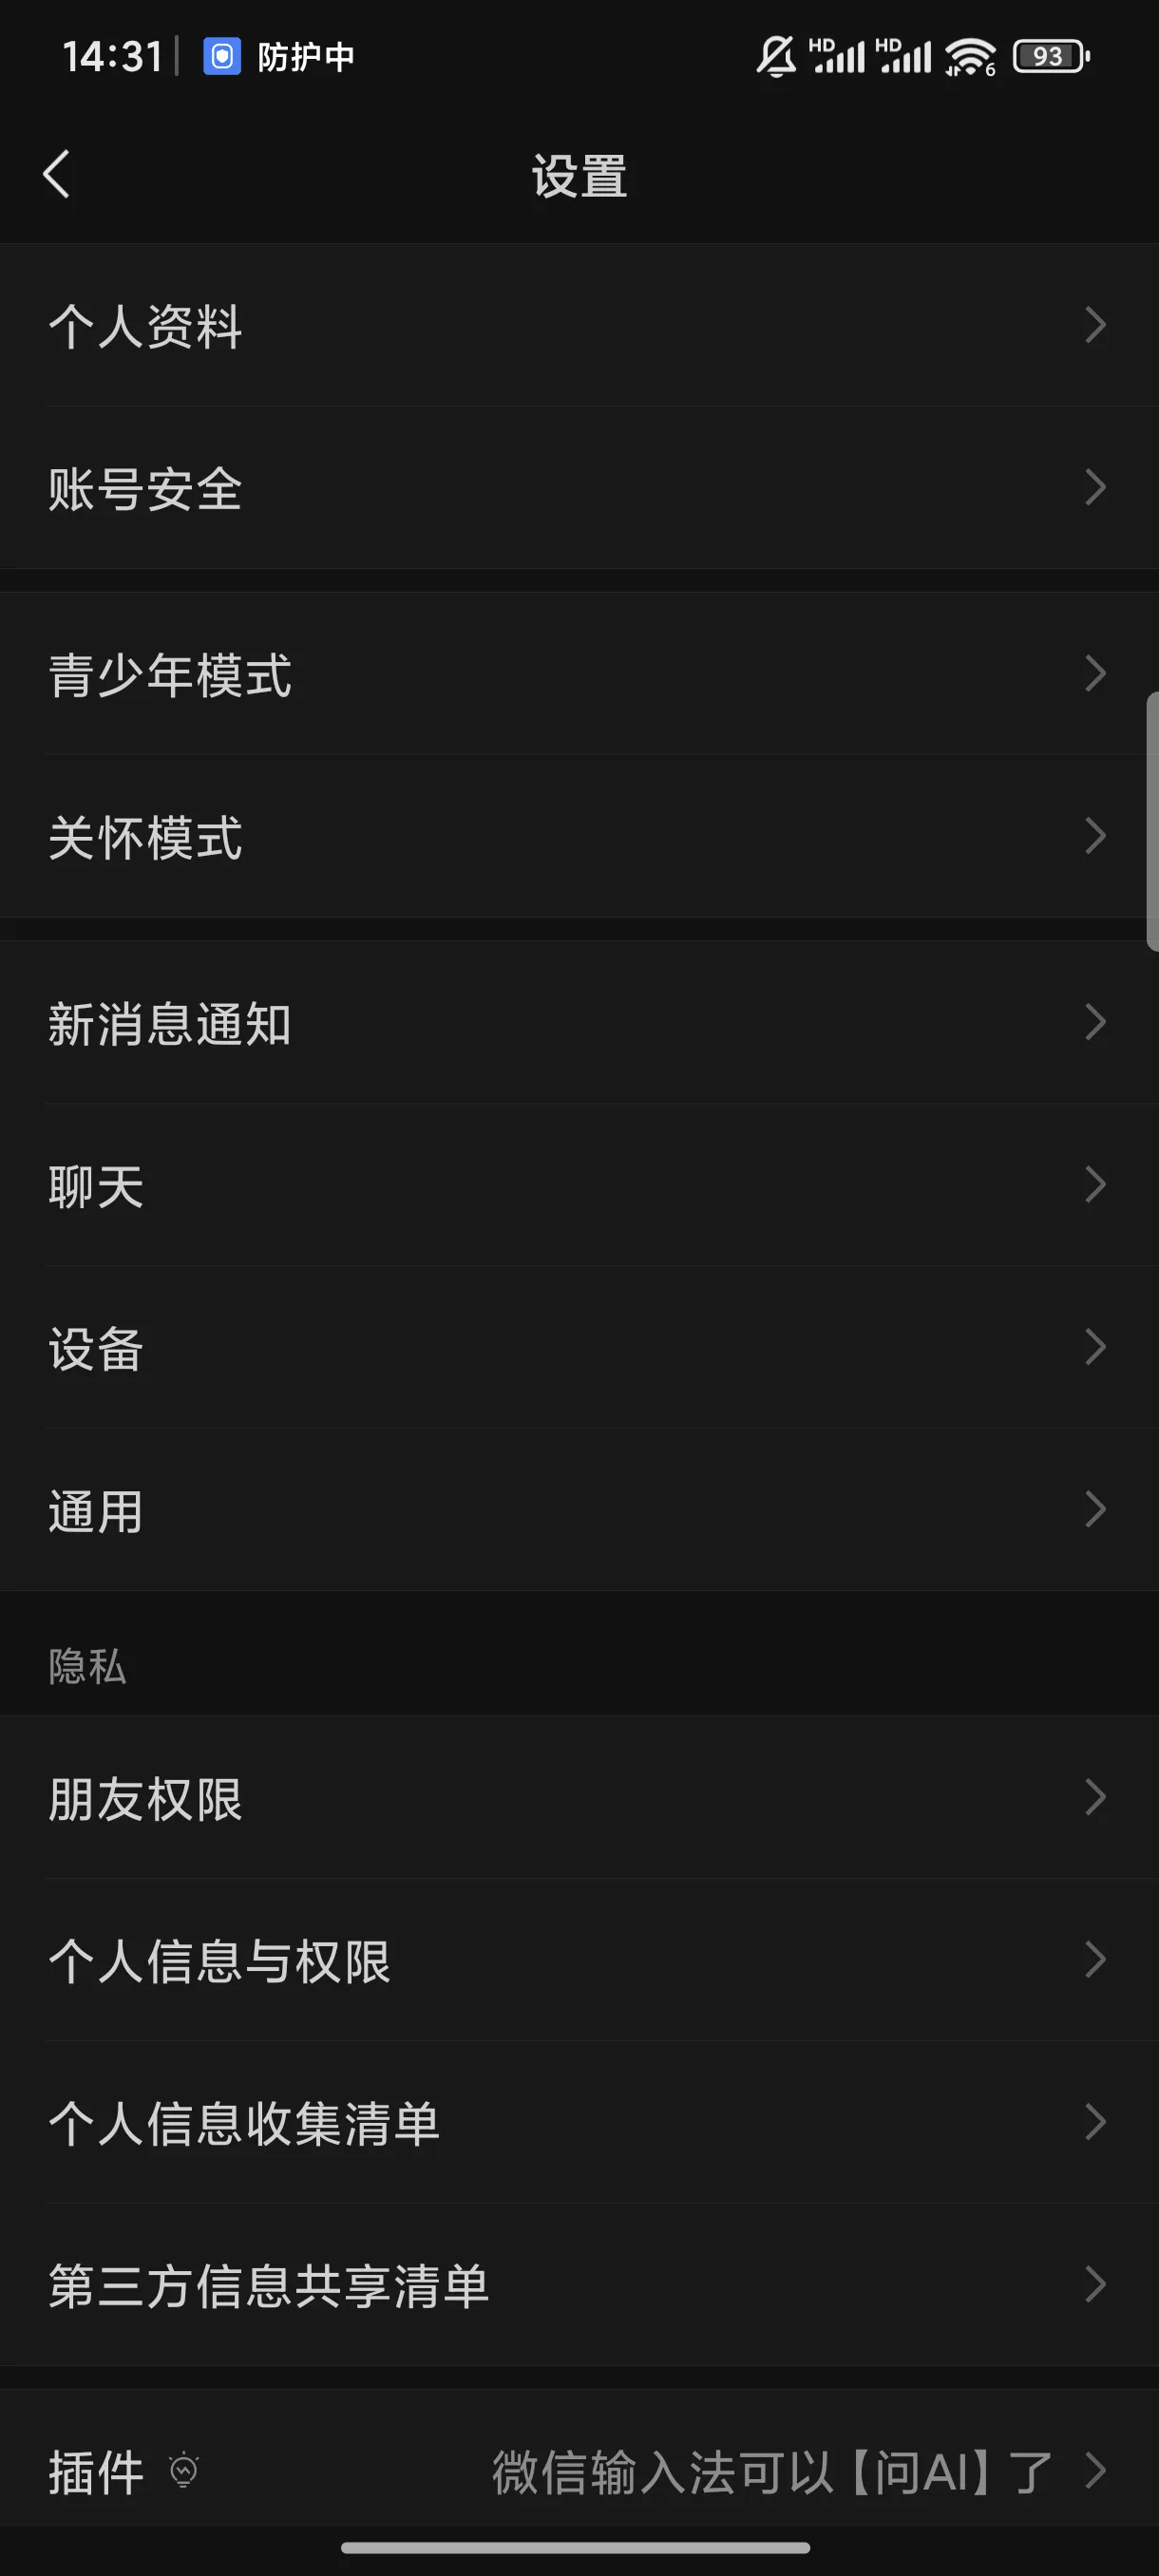 14:31 防护中 HD HD 6 93
设置
个人资料
账号安全
青少年模式
关怀模式
新消息通知
聊天
设备
通用
隐私
朋友权限
个人信息与权限
个人信息收集清单
第三方信息共享清单
插件 微信输入法可以【问AI】了